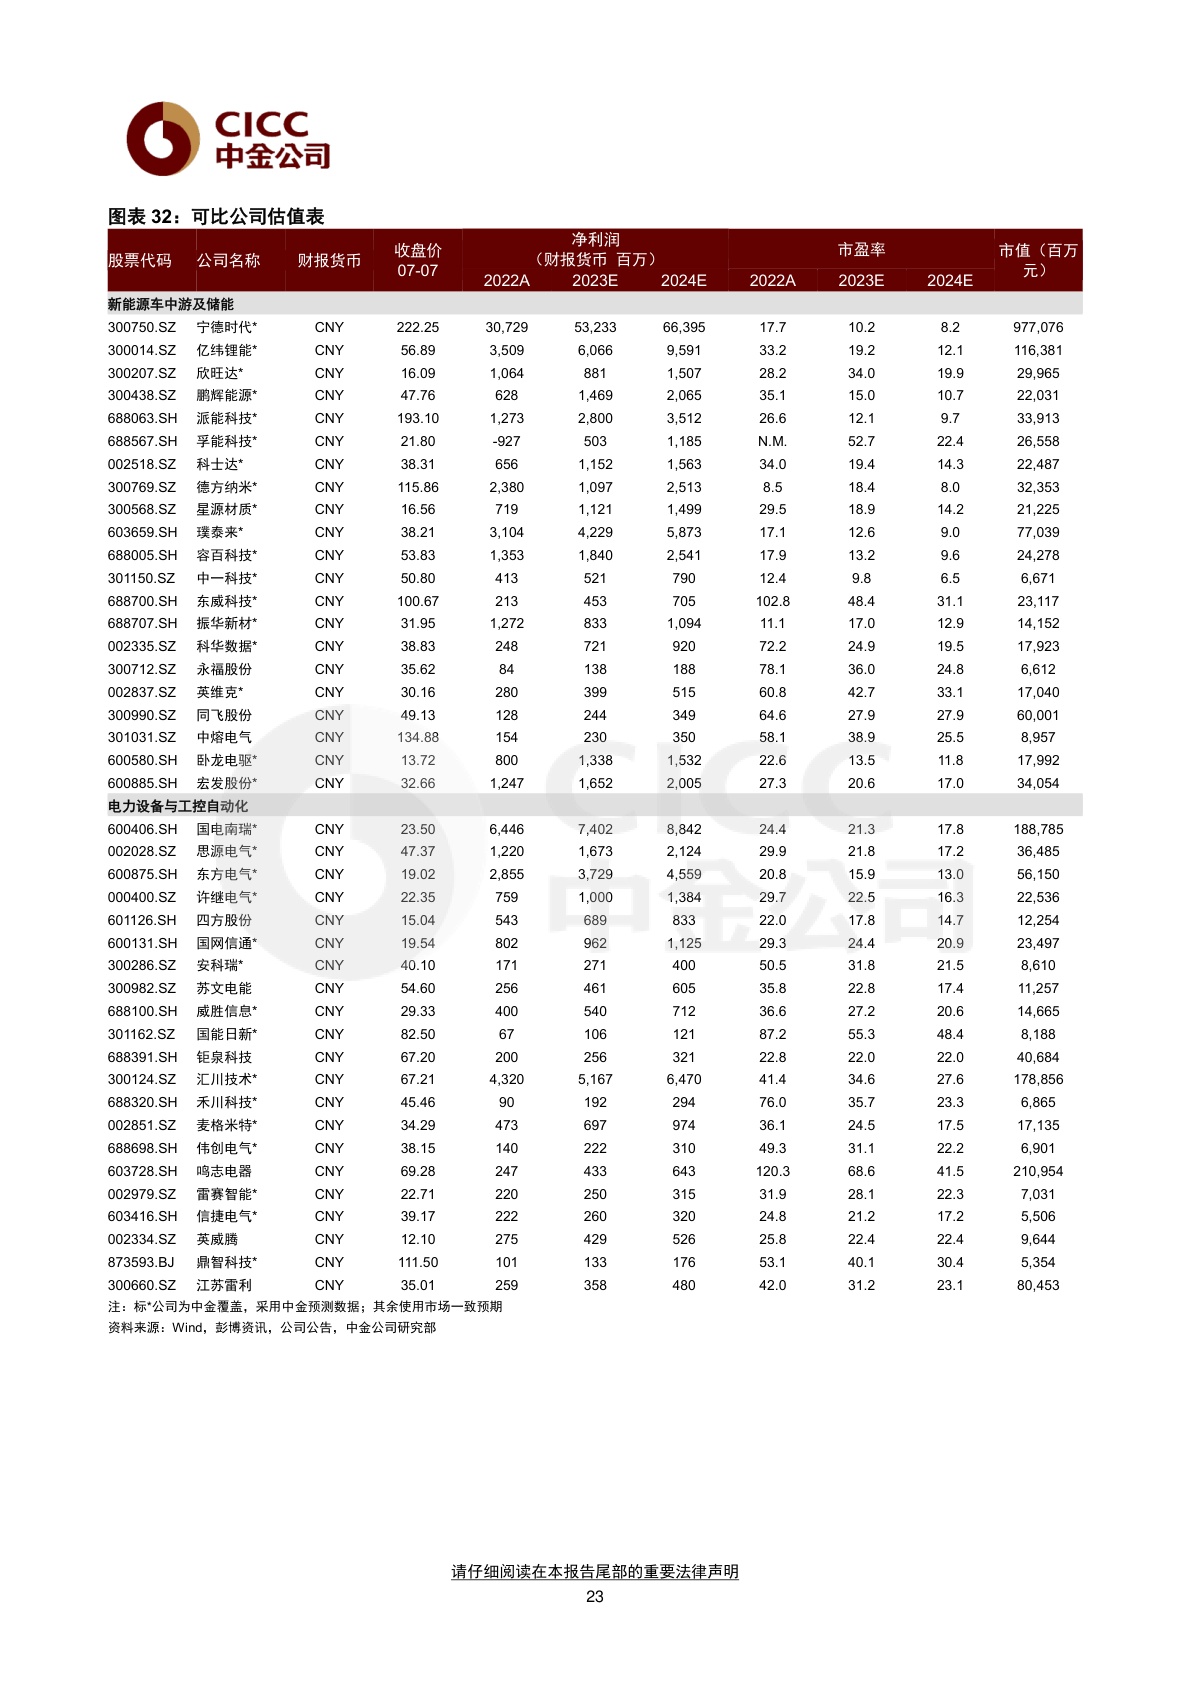 CICC
中金公司
图表 32：可比公司估值表
股票代码 公司名称 财报货币 收盘价 07-07 净利润 （财报货币 百万） 市盈率 市值（百万元）
2022A 2023E 2024E 2022A 2023E 2024E
新能源车中游及储能
300750.SZ 宁德时代* CNY 222.25 30,729 53,233 66,395 17.7 10.2 8.2 977,076
300014.SZ 亿纬锂能* CNY 56.89 3,509 6,066 9,591 33.2 19.2 12.1 116,381
300207.SZ 欣旺达* CNY 16.09 1,064 881 1,507 28.2 34.0 19.9 29,965
300438.SZ 鹏辉能源* CNY 47.76 628 1,469 2,065 35.1 15.0 10.7 22,031
688063.SH 派能科技* CNY 193.10 1,273 2,800 3,512 26.6 12.1 9.7 33,913
688567.SH 孚能科技* CNY 21.80 -927 503 1,185 N.M. 52.7 22.4 26,558
002518.SZ 科士达* CNY 38.31 656 1,152 1,563 34.0 19.4 14.3 22,487
300769.SZ 德方纳米* CNY 115.86 2,380 1,097 2,513 8.5 18.4 8.0 32,353
300568.SZ 星源材质* CNY 16.56 719 1,121 1,499 29.5 18.9 14.2 21,225
603659.SH 璞泰来* CNY 38.21 3,104 4,229 5,873 17.1 12.6 9.0 77,039
688005.SH 容百科技* CNY 53.83 1,353 1,840 2,541 17.9 13.2 9.6 24,278
301150.SZ 中一科技* CNY 50.80 413 521 790 12.4 9.8 6.5 6,671
688700.SH 东威科技* CNY 100.67 213 453 705 102.8 48.4 31.1 23,117
688707.SH 振华新材* CNY 31.95 1,272 833 1,094 11.1 17.0 12.9 14,152
002335.SZ 科华数据* CNY 38.83 248 721 920 72.2 24.9 19.5 17,923
300712.SZ 永福股份 CNY 35.62 84 138 188 78.1 36.0 24.8 6,612
002837.SZ 英维克* CNY 30.16 280 399 515 60.8 42.7 33.1 17,040
300990.SZ 同飞股份 CNY 49.13 128 244 349 64.6 27.9 27.9 60,001
301031.SZ 中熔电气 CNY 134.88 154 230 350 58.1 38.9 25.5 8,957
600580.SH 卧龙电驱* CNY 13.72 800 1,338 1,532 22.6 13.5 11.8 17,992
600885.SH 宏发股份* CNY 32.66 1,247 1,652 2,005 27.3 20.6 17.0 34,054
电力设备与工控自动化
600406.SH 国电南瑞* CNY 23.50 6,446 7,402 8,842 24.4 21.3 17.8 188,785
002028.SZ 思源电气* CNY 47.37 1,220 1,673 2,124 29.9 21.8 17.2 36,485
600875.SH 东方电气* CNY 19.02 2,855 3,729 4,559 20.8 15.9 13.0 56,150
000400.SZ 许继电气* CNY 22.35 759 1,000 1,384 29.7 22.5 16.3 22,536
601126.SH 四方股份 CNY 15.04 543 689 833 22.0 17.8 14.7 12,254
600131.SH 国网信通* CNY 19.54 802 962 1,125 29.3 24.4 20.9 23,497
300286.SZ 安科瑞* CNY 40.10 171 271 400 50.5 31.8 21.5 8,610
300982.SZ 苏文电能 CNY 54.60 256 461 605 35.8 22.8 17.4 11,257
688100.SH 威胜信息* CNY 29.33 400 540 712 36.6 27.2 20.6 14,665
301162.SZ 国能日新* CNY 82.50 67 106 121 87.2 55.3 48.4 8,188
688391.SH 钜泉科技 CNY 67.20 200 256 321 22.8 22.0 22.0 40,684
300124.SZ 汇川技术* CNY 67.21 4,320 5,167 6,470 41.4 34.6 27.6 178,856
688320.SH 禾川科技* CNY 45.46 90 192 294 76.0 35.7 23.3 6,865
002851.SZ 麦格米特* CNY 34.29 473 697 974 36.1 24.5 17.5 17,135
688698.SH 伟创电气* CNY 38.15 140 222 310 49.3 31.1 22.2 6,901
603728.SH 鸣志电器 CNY 69.28 247 433 643 120.3 68.6 41.5 210,954
002979.SZ 雷赛智能* CNY 22.71 220 250 315 31.9 28.1 22.3 7,031
603416.SH 信捷电气* CNY 39.17 222 260 320 24.8 21.2 17.2 5,506
002334.SZ 英威腾 CNY 12.10 275 429 526 25.8 22.4 22.4 9,644
873593.BJ 鼎智科技* CNY 111.50 101 133 176 53.1 40.1 30.4 5,354
300660.SZ 江苏雷利 CNY 35.01 259 358 480 42.0 31.2 23.1 80,453
注：标*公司为中金覆盖，采用中金预测数据；其余使用市场一致预期
资料来源：Wind，彭博资讯，公司公告，中金公司研究部
请仔细阅读在本报告尾部的重要法律声明
23